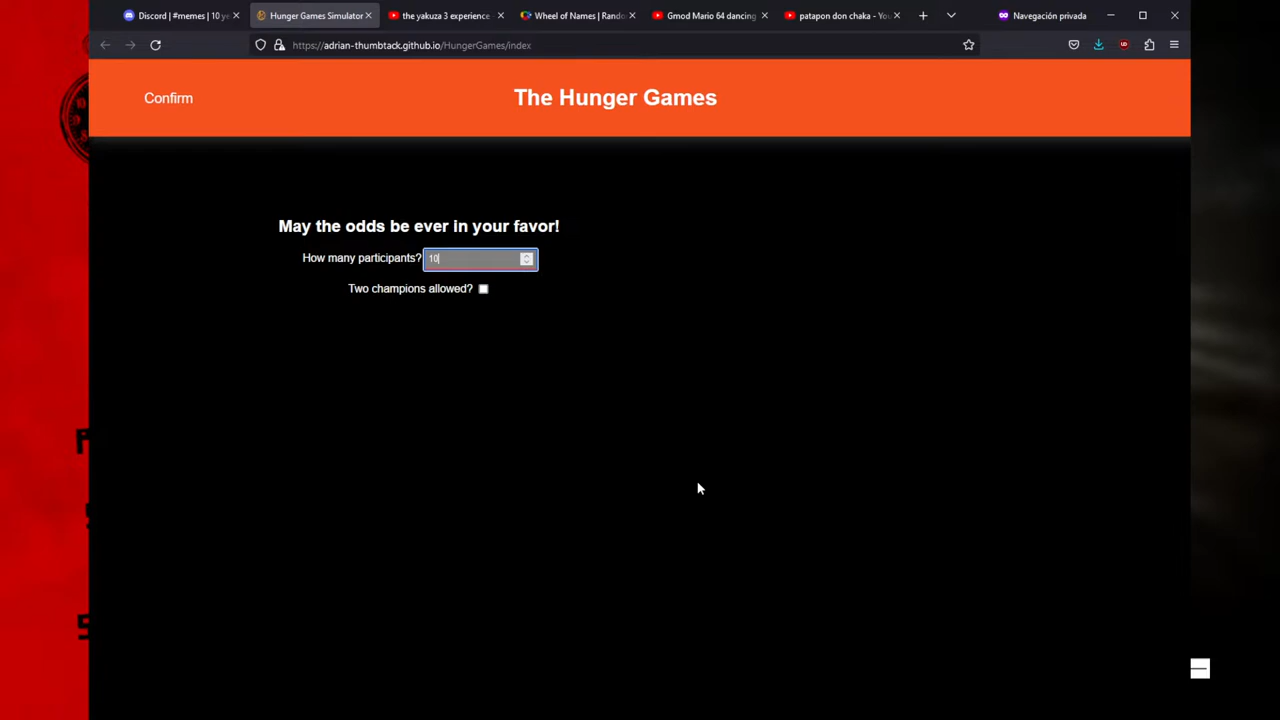 Discord | #memes | 10 ye
Hunger Games Simulator
the yakuza 3 experience -
Wheel of Names | Rando
Gmod Mario 64 dancing
patapon don chaka - You
Navegación privada
https://adrian-thumbtack.github.io/HungerGames/index
Confirm
The Hunger Games
May the odds be ever in your favor!
How many participants? 10
Two champions allowed?